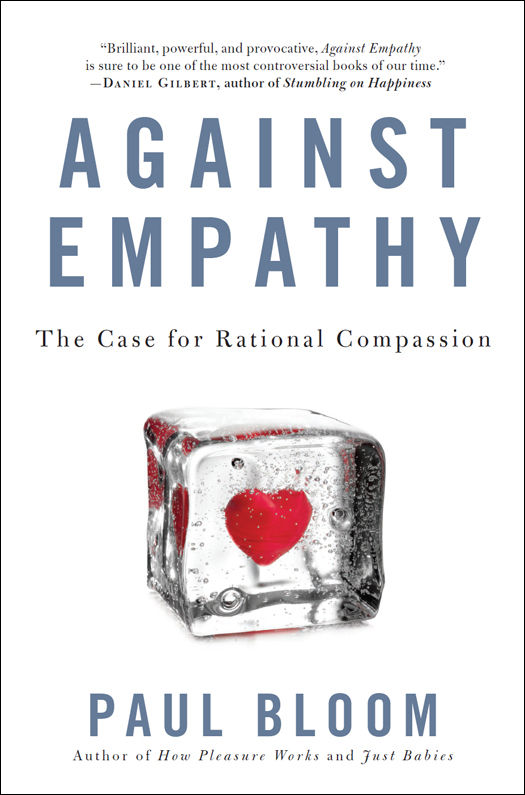 “Brilliant, powerful, and provocative, Against Empathy
is sure to be one of the most controversial books of our time.”
—Daniel Gilbert, author of Stumbling on Happiness
AGAINST
EMPATHY
The Case for Rational Compassion
PAUL BLOOM
Author of How Pleasure Works and Just Babies